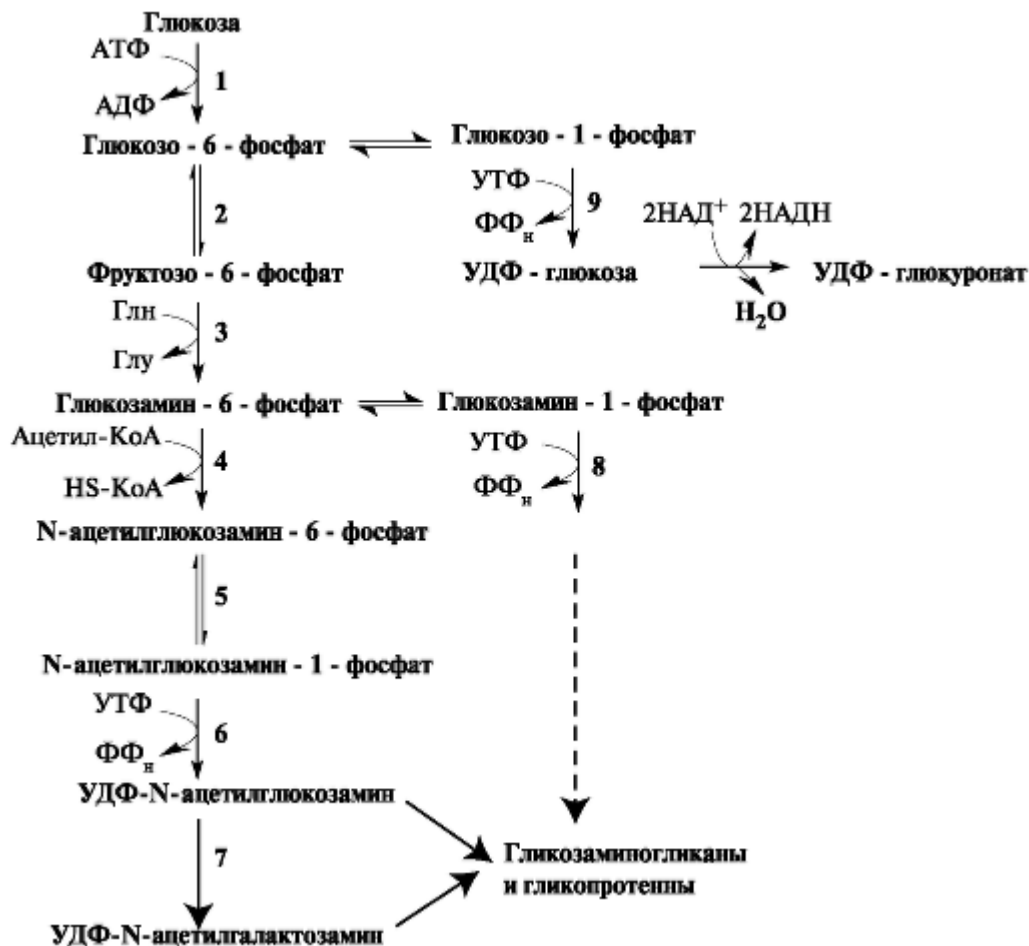 Глюкоза
АТФ
1
АДФ
Глюкозо - 6 - фосфат
Глюкозо - 1 - фосфат
УТФ
9
ФФн
2
2НАД+ 2НАДН
Фруктозо - 6 - фосфат
УДФ - глюкоза
УДФ - глюкуронат
H2O
Глн
3
Глу
Глюкозамин - 6 - фосфат
Глюкозамин - 1 - фосфат
Ацетил-КоА
4
HS-КоА
УТФ
8
ФФн
N-ацетилглюкозамин - 6 - фосфат
5
N-ацетилглюкозамин - 1 - фосфат
УТФ
6
ФФн
УДФ-N-ацетилглюкозамин
7
Гликозаминогликаны
и гликопротенны
УДФ-N-ацетилгалактозамин